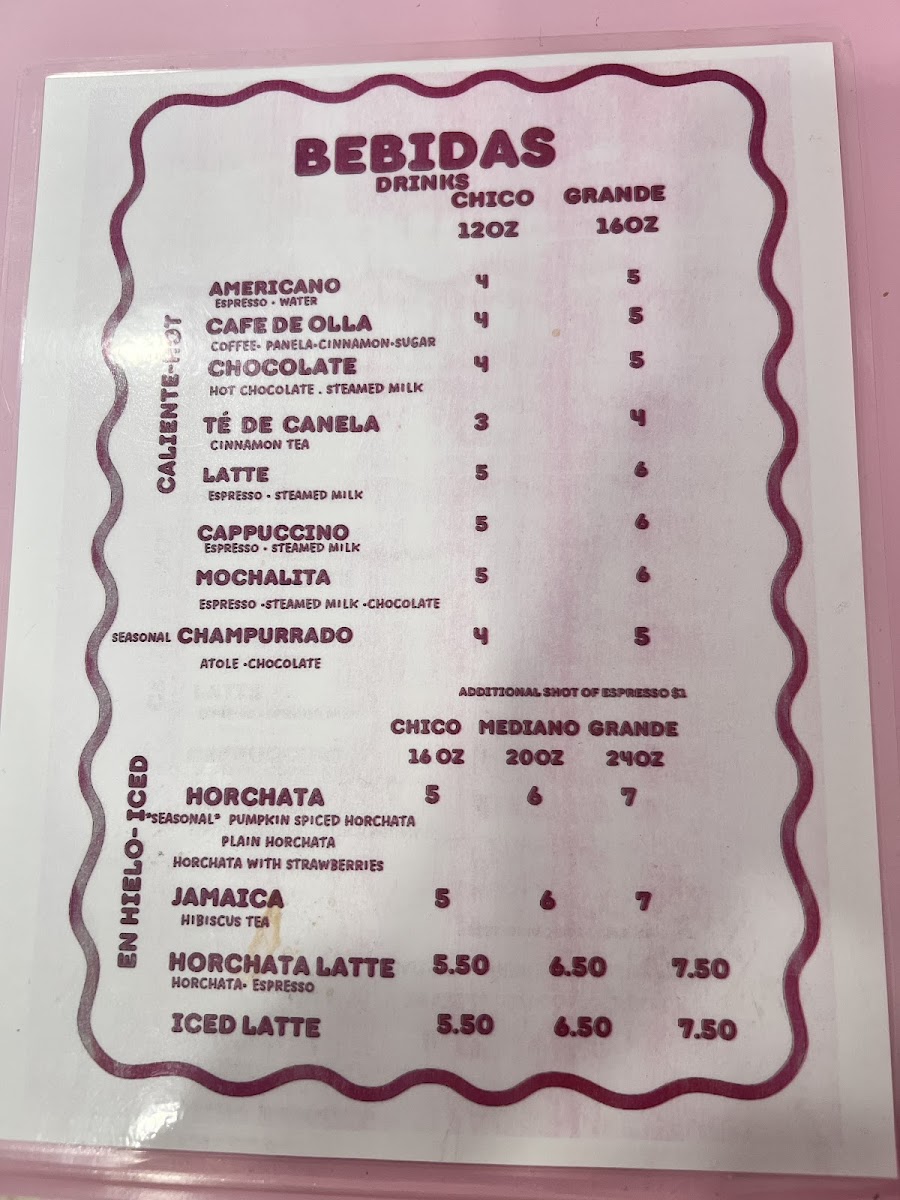 BEBIDAS
DRINKS
CHICO GRANDE
12OZ 16OZ
CALIENTE-HOT
AMERICANO 4 5
ESPRESSO • WATER
CAFE DE OLLA 4 5
COFFEE• PANELA•CINNAMON•SUGAR
CHOCOLATE 4 5
HOT CHOCOLATE . STEAMED MILK
TÉ DE CANELA 3 4
CINNAMON TEA
LATTE 5 6
ESPRESSO • STEAMED MILK
CAPPUCCINO 5 6
ESPRESSO • STEAMED MILK
MOCHALITA 5 6
ESPRESSO •STEAMED MILK •CHOCOLATE
SEASONAL CHAMPURRADO 4 5
ATOLE •CHOCOLATE
ADDITIONAL SHOT OF ESPRESSO $1
CHICO MEDIANO GRANDE
16 OZ 20OZ 24OZ
EN HIELO- ICED
HORCHATA 5 6 7
*SEASONAL* PUMPKIN SPICED HORCHATA
PLAIN HORCHATA
HORCHATA WITH STRAWBERRIES
JAMAICA 5 6 7
HIBISCUS TEA
HORCHATA LATTE 5.50 6.50 7.50
HORCHATA• ESPRESSO
ICED LATTE 5.50 6.50 7.50